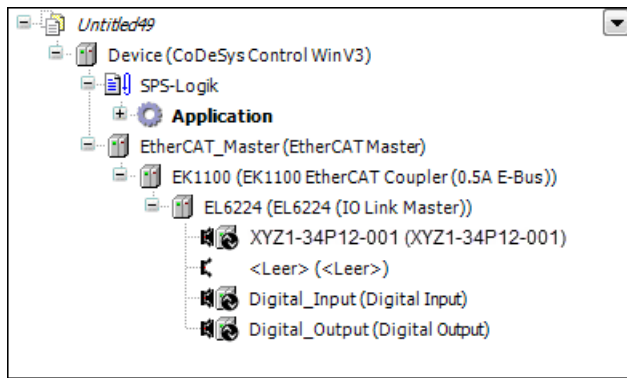 Untitled49
Device (CoDeSys Control Win V3)
SPS-Logik
Application
EtherCAT_Master (EtherCAT Master)
EK1100 (EK1100 EtherCAT Coupler (0.5A E-Bus))
EL6224 (EL6224 (IO Link Master))
XYZ1-34P12-001 (XYZ1-34P12-001)
<Leer> (<Leer>)
Digital_Input (Digital Input)
Digital_Output (Digital Output)